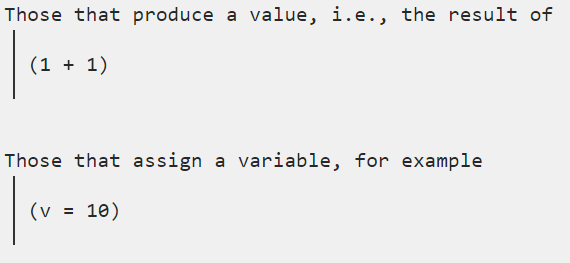 Those that produce a value, i.e., the result of
(1 + 1)
Those that assign a variable, for example
(v = 10)